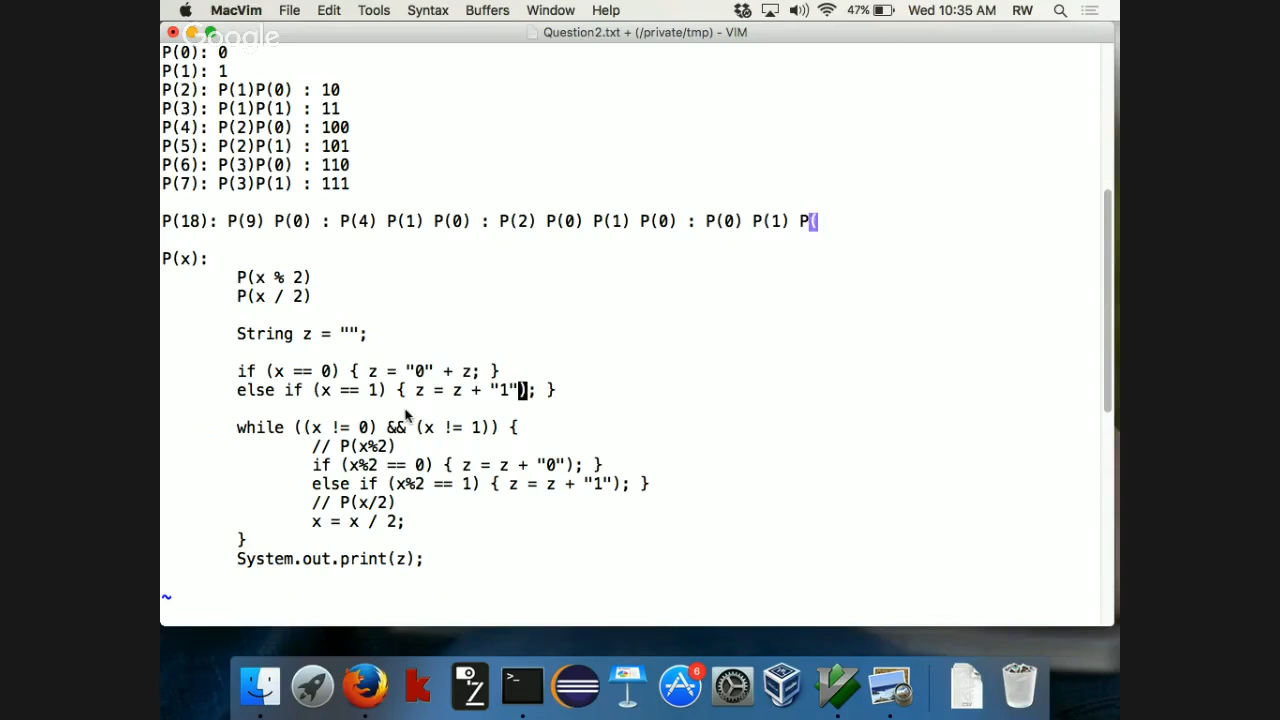 MacVim File Edit Tools Syntax Buffers Window Help 47% Wed 10:35 AM RW
Google
Question2.txt + (/private/tmp) - VIM
P(0): 0
P(1): 1
P(2): P(1)P(0) : 10
P(3): P(1)P(1) : 11
P(4): P(2)P(0) : 100
P(5): P(2)P(1) : 101
P(6): P(3)P(0) : 110
P(7): P(3)P(1) : 111
P(18): P(9) P(0) : P(4) P(1) P(0) : P(2) P(0) P(1) P(0) : P(0) P(1) P(
P(x):
P(x % 2)
P(x / 2)
String z = "";
if (x == 0) { z = "0" + z; }
else if (x == 1) { z = z + "1"); }
while ((x != 0) && (x != 1)) {
// P(x%2)
if (x%2 == 0) { z = z + "0"); }
else if (x%2 == 1) { z = z + "1"); }
// P(x/2)
x = x / 2;
}
System.out.print(z);
~
6